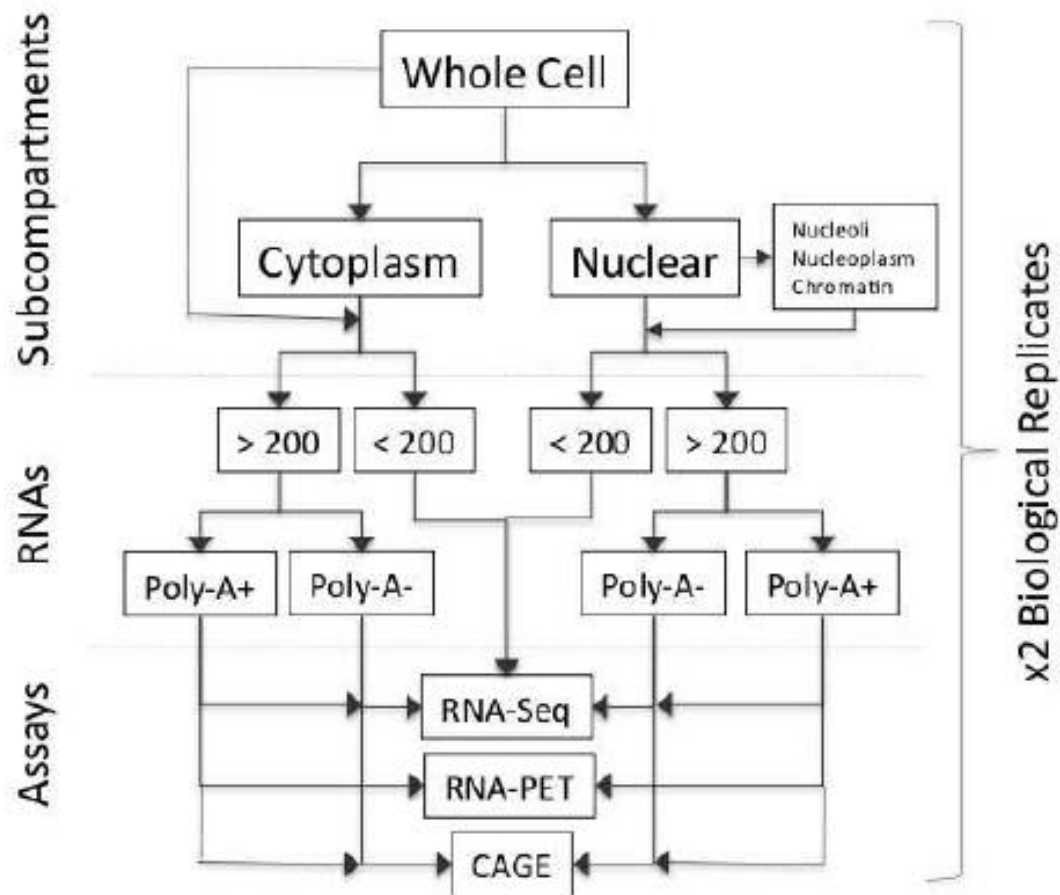 Subcompartments
Whole Cell
Cytoplasm
Nuclear
Nucleoli
Nucleoplasm
Chromatin
RNAs
> 200
< 200
< 200
> 200
Poly-A+
Poly-A-
Poly-A-
Poly-A+
Assays
RNA-Seq
RNA-PET
CAGE
x2 Biological Replicates